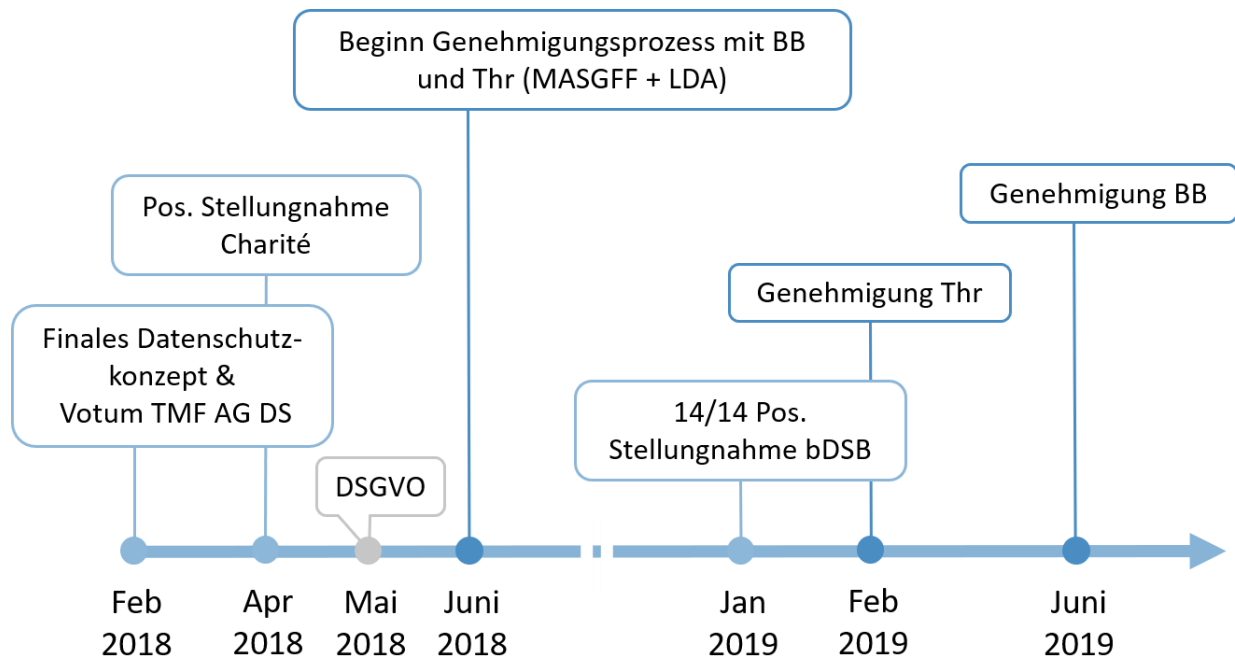 Beginn Genehmigungsprozess mit BB
und Thr (MASGFF + LDA)
Pos. Stellungnahme
Charité
Genehmigung BB
Genehmigung Thr
Finales Datenschutz-
konzept &
Votum TMF AG DS
14/14 Pos.
Stellungnahme bDSB
DSGVO
Feb
2018
Apr
2018
Mai
2018
Juni
2018
Jan
2019
Feb
2019
Juni
2019